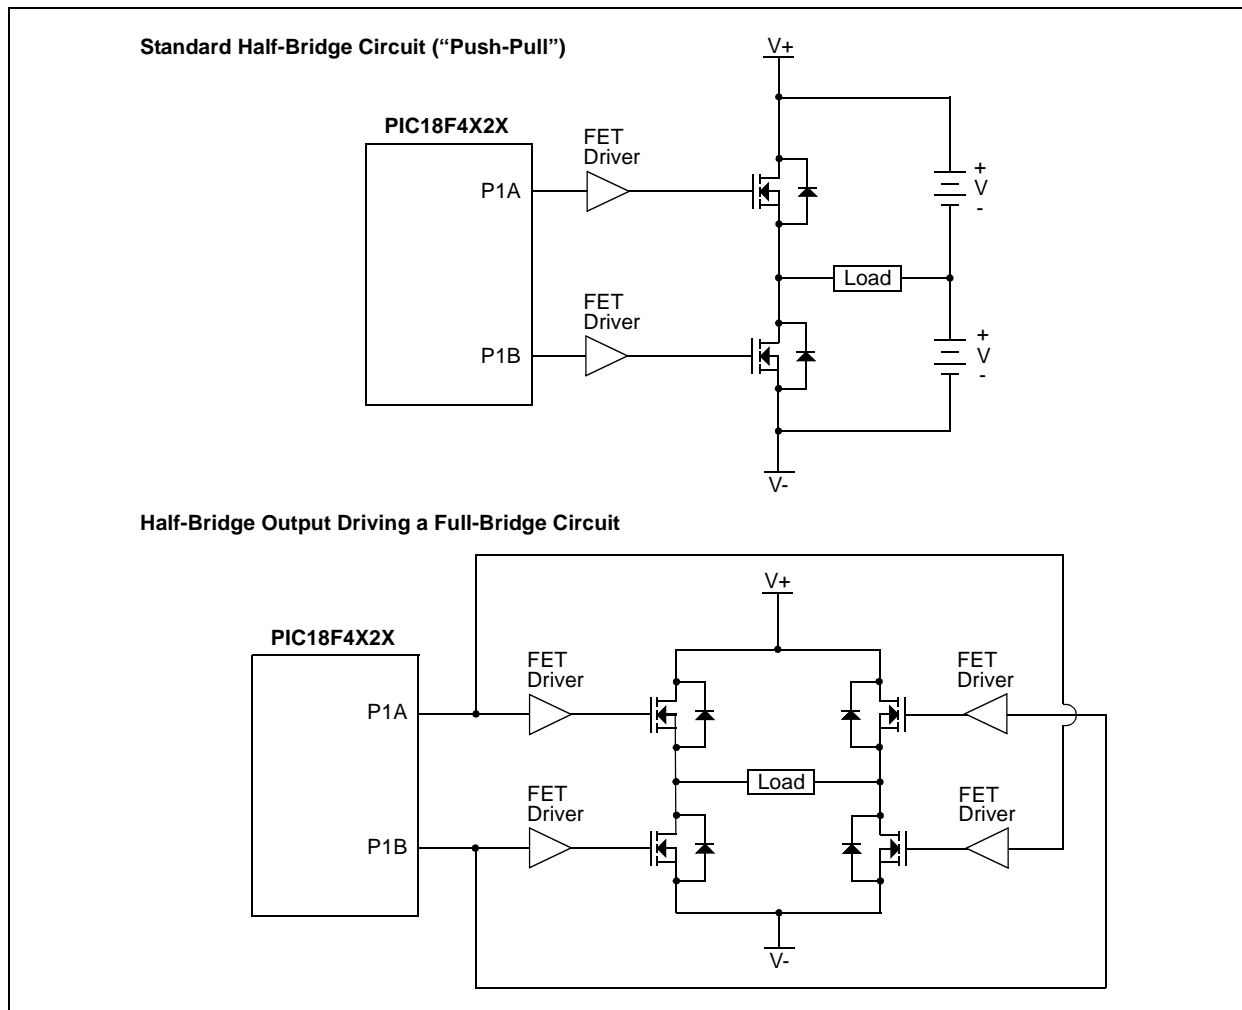 Standard Half-Bridge Circuit (“Push-Pull”)
V+
PIC18F4X2X
FET
Driver
P1A
+
V
-
Load
FET
Driver
P1B
+
V
-
V-
Half-Bridge Output Driving a Full-Bridge Circuit
V+
PIC18F4X2X
FET
Driver
FET
Driver
P1A
Load
FET
Driver
FET
Driver
P1B
V-